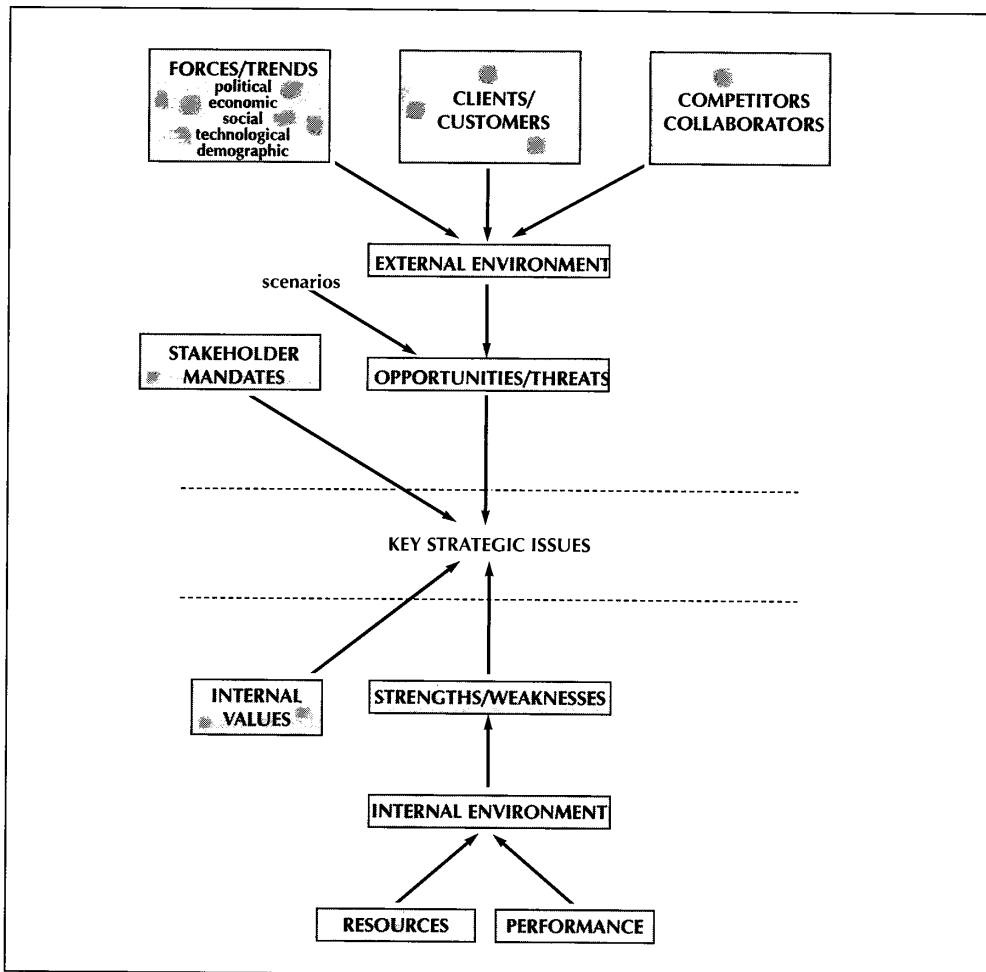 FORCES/TRENDS
political
economic
social
technological
demographic
CLIENTS/
CUSTOMERS
COMPETITORS
COLLABORATORS
EXTERNAL ENVIRONMENT
scenarios
STAKEHOLDER
MANDATES
OPPORTUNITIES/THREATS
KEY STRATEGIC ISSUES
INTERNAL
VALUES
STRENGTHS/WEAKNESSES
INTERNAL ENVIRONMENT
RESOURCES
PERFORMANCE